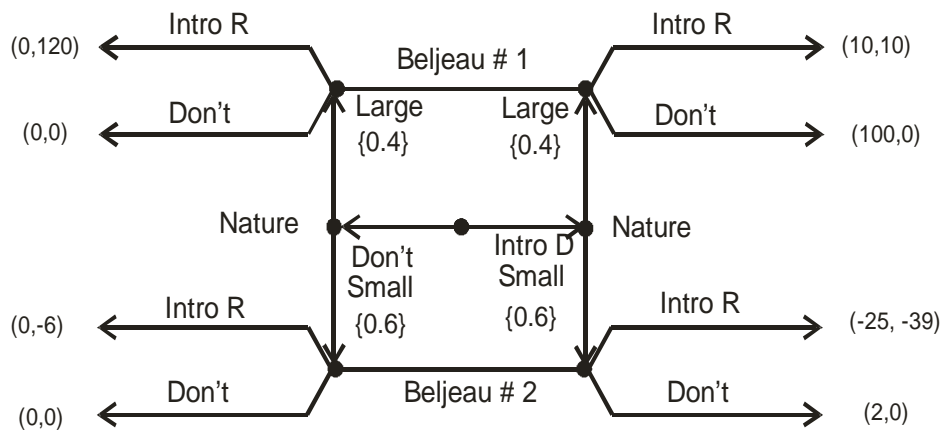 Intro R
Intro R
(0,120)
(10,10)
Beljeau # 1
Don't
Large
{0.4}
Large
{0.4}
Don't
(0,0)
(100,0)
Nature
Nature
Don't
Small
{0.6}
Intro D
Small
{0.6}
Intro R
Intro R
(0,-6)
(-25, -39)
Don't
Beljeau # 2
Don't
(0,0)
(2,0)